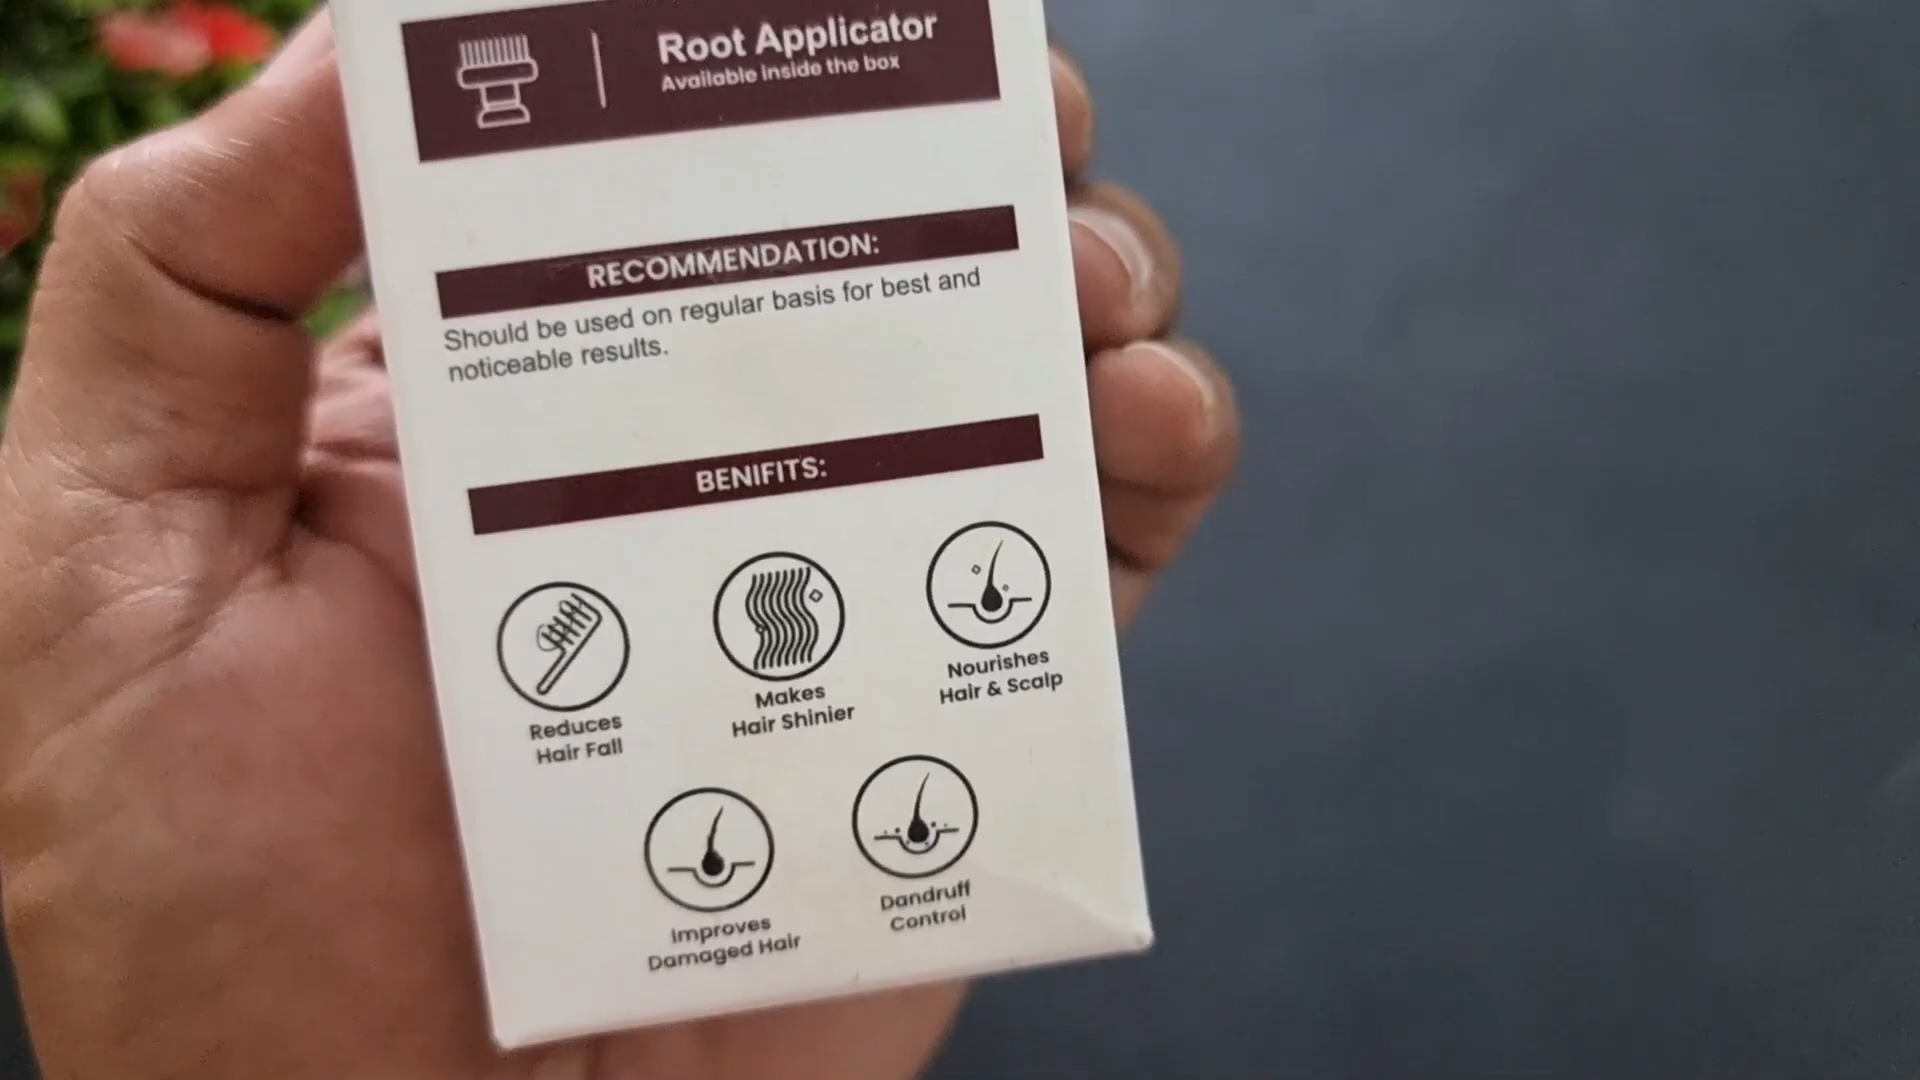 Root Applicator
Available inside the box
RECOMMENDATION:
Should be used on regular basis for best and
noticeable results.
BENIFITS:
Reduces
Hair Fall
Makes
Hair Shinier
Nourishes
Hair & Scalp
Improves
Damaged Hair
Dandruff
Control